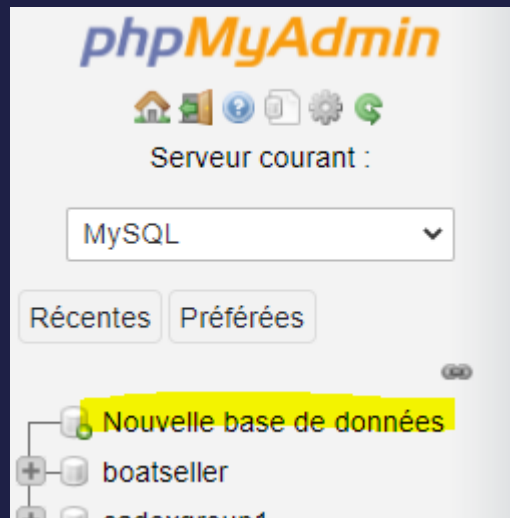 phpMyAdmin
Serveur courant :
MySQL
Récentes Préférées
Nouvelle base de données
boatseller